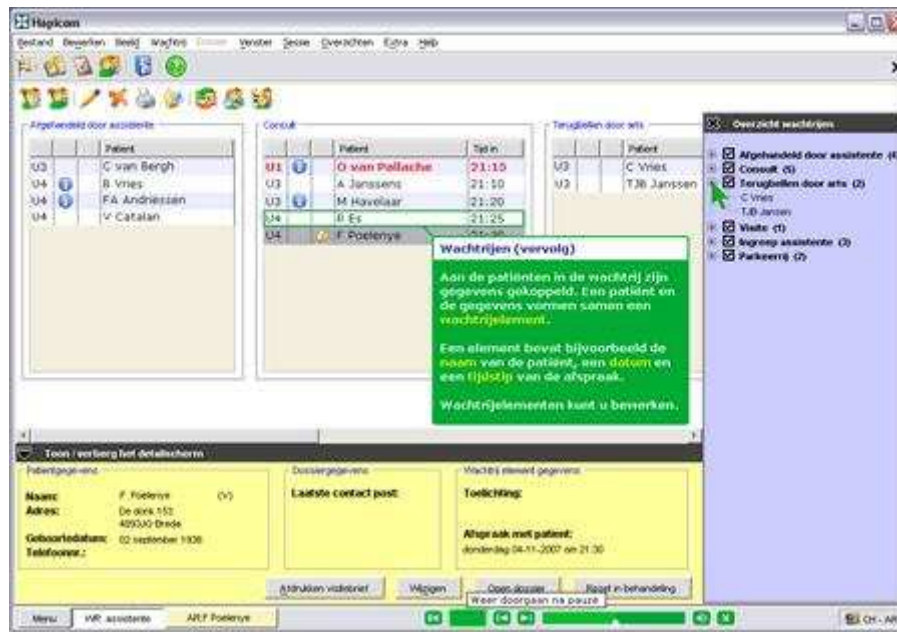 Hapicom
Bestand Bewerken Beeld Wachtrij Venster Sessie Overzichten Extra Help
Afgehandeld door assistente
Patient
U3 C van Bergh
U4 B Vries
U4 FA Andriessen
U4 V Catalan
Consult
Patient Tijd in
U1 O van Pallache 21:15
U3 A Janssens 21:10
U3 M Havelaar 21:20
U4 B Es 21:25
U4 F Poelenye
Terugbellen door arts
Patient
U3 C Vries
U3 TJB Janssen
Overzicht wachtrijen
Afgehandeld door assistente
Consult (5)
Terugbellen door arts (2)
C Vries
TJB Jansen
Visite (1)
Ingreep assistente (3)
Parkeerrij (2)
Wachtrijen (vervolg)
Aan de patiënten in de wachtrij zijn
gegevens gekoppeld. Een patiënt en
de gegevens vormen samen een
wachtrijelement.
Een element bevat bijvoorbeeld de
naam van de patiënt, een datum en
een tijdstip van de afspraak.
Wachtrijelementen kunt u bewerken.
Toon / verberg het detailscherm
Patientgegevens
Naam: F. Poelenye (V)
Adres: De donk 153
Breda
Geboortedatum: 02 september 1936
Telefoonnr.:
Dossiergegevens
Laatste contact post:
Wachtrij element gegevens
Toelichting:
Afspraak met patient:
donderdag 04-11-2007 om 21:30
Afdrukken visitebrief Wijzigen Open dossier Reset in behandeling
Weer doorgaan na pauze
Menu WR assistente ARTF Poelenye CH - AR